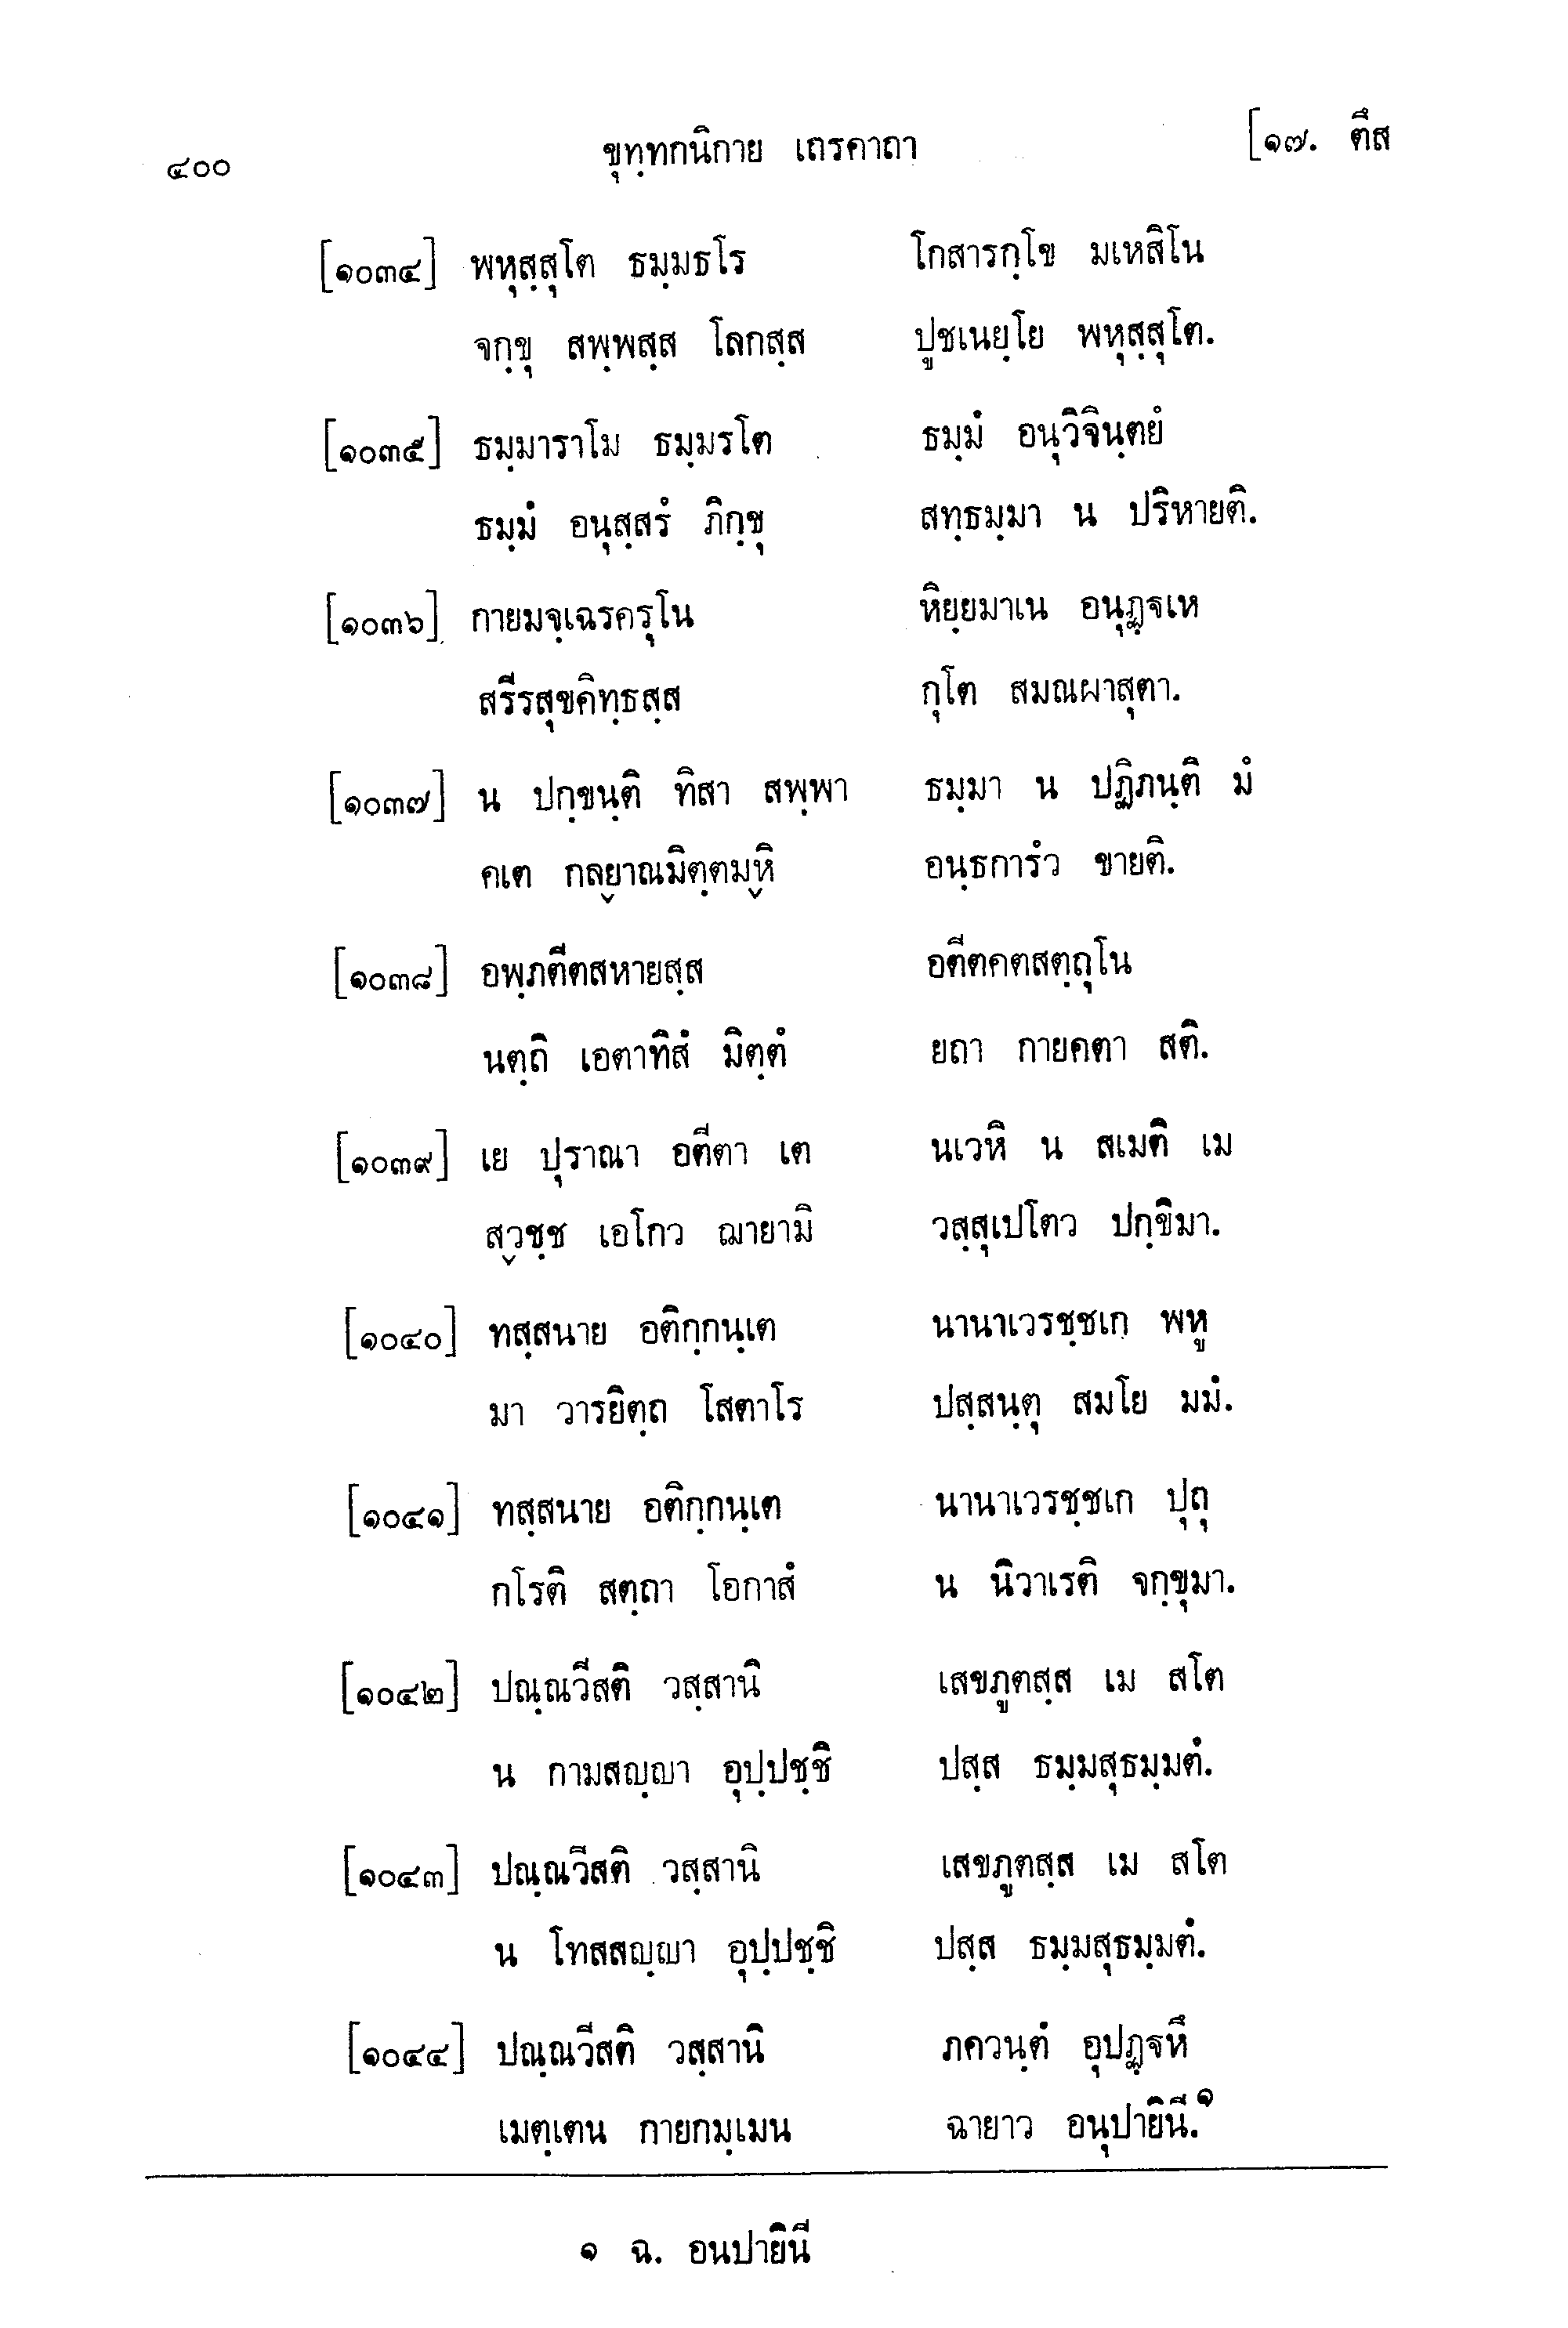 ๔๐๐ ขุทฺทกนิกาย เถรคาถา [๑๗. ตึส
[๑๐๓๔] พหุสฺสุโต ธมฺมธโร โกสารกฺโข มเหสิโน
จกฺขุ สพฺพสฺส โลกสฺส ปูชเนยฺโย พหุสฺสุโต.
[๑๐๓๕] ธมฺมาราโม ธมฺมรโต ธมฺมํ อนุวิจินฺตยํ
ธมฺมํ อนุสฺสรํ ภิกฺขุ สทฺธมฺมา น ปริหายติ.
[๑๐๓๖] กายมจฺเฉรครุโน หิยฺยมาเน อนุฏฺฐเห
สรีรสุขคิทฺธสฺส กุโต สมณผาสุตา.
[๑๐๓๗] น ปกฺขนฺติ ทิสา สพฺพา ธมฺมา น ปฏิภนฺติ มํ
คเต กลฺยาณมิตฺตมฺหิ อนฺธการํว ขายติ.
[๑๐๓๘] อพฺภตีตสหายสฺส อตีตคตสตฺถุโน
นตฺถิ เอตาทิสํ มิตฺตํ ยถา กายคตา สติ.
[๑๐๓๙] เย ปุราณา อตีตา เต นเวหิ น สเมติ เม
สฺวชฺช เอโกว ฌายามิ วสฺสุเปโตว ปกฺขิมา.
[๑๐๔๐] ทสฺสนาย อติกฺกนฺเต นานาเวรชฺชเก พหู
มา วารยิตฺถ โสตาโร ปสฺสนฺตุ สมโย มมํ.
[๑๐๔๑] ทสฺสนาย อติกฺกนฺเต นานาเวรชฺชเก ปุถุ
กโรติ สตฺถา โอกาสํ น นิวาเรติ จกฺขุมา.
[๑๐๔๒] ปณฺณวีสติ วสฺสานิ เสขภูตสฺส เม สโต
น กามสญฺญา อุปฺปชฺชิ ปสฺส ธมฺมสุธมฺมตํ.
[๑๐๔๓] ปณฺณวีสติ วสฺสานิ เสขภูตสฺส เม สโต
น โทสสญฺญา อุปฺปชฺชิ ปสฺส ธมฺมสุธมฺมตํ.
[๑๐๔๔] ปณฺณวีสติ วสฺสานิ ภควนฺตํ อุปฏฺฐหึ
เมตฺเตน กายกมฺเมน ฉายาว อนุปายินี.๑
๑ ฉ. อนปายินี